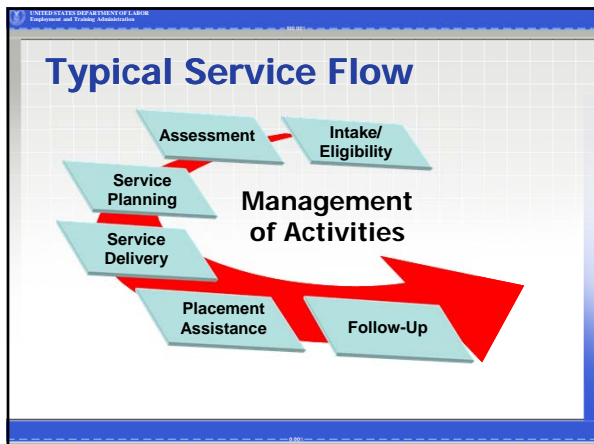 UNITED STATES DEPARTMENT OF LABOR
Employment and Training Administration
Typical Service Flow
Assessment
Intake/
Eligibility
Service
Planning
Management
of Activities
Service
Delivery
Placement
Assistance
Follow-Up